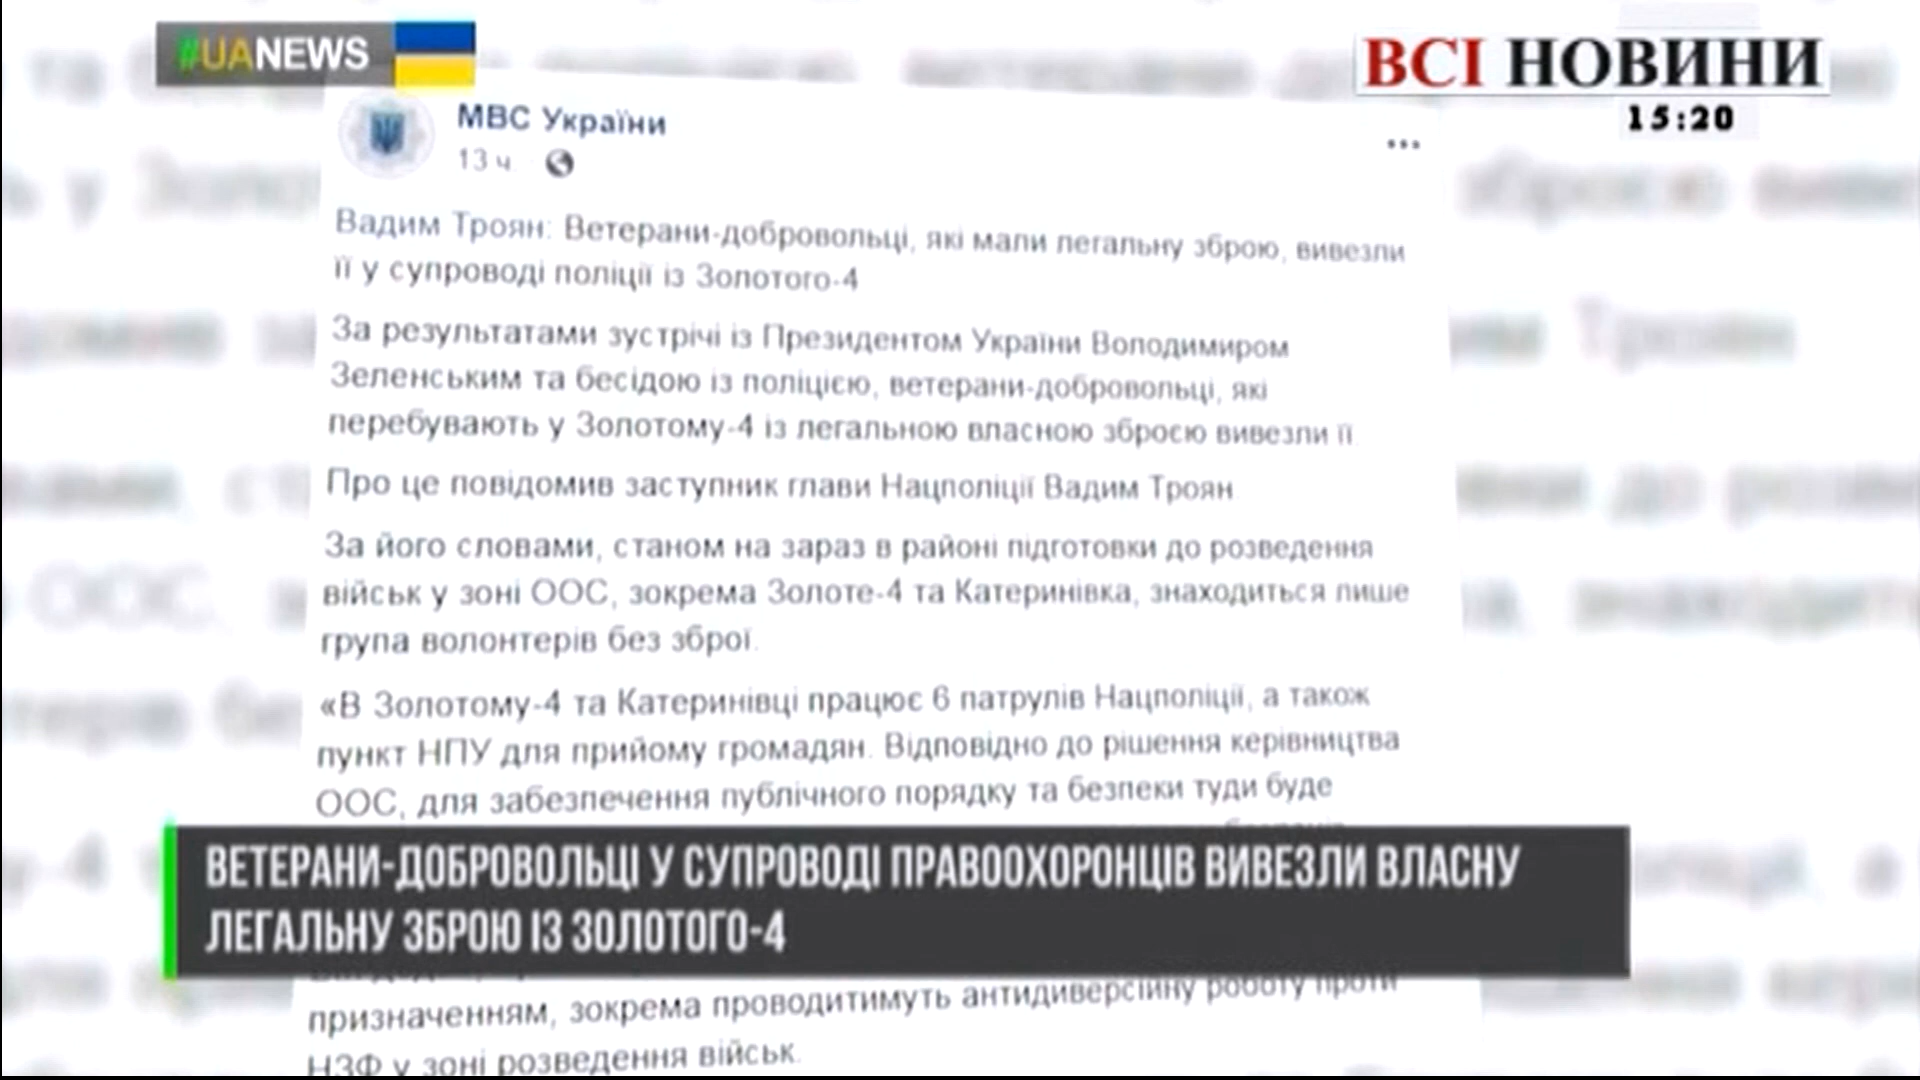 #UANEWS
ВСІ НОВИНИ
15:20
МВС України
13 ч
Вадим Троян: Ветерани-добровольці, які мали легальну зброю, вивезли
її у супроводі поліції із Золотого-4
За результатами зустрічі із Президентом України Володимиром
Зеленським та бесідою із поліцією, ветерани-добровольці, які
перебувають у Золотому-4 із легальною власною зброєю вивезли її.
Про це повідомив заступник глави Нацполіції Вадим Троян.
За його словами, станом на зараз в районі підготовки до розведення
військ у зоні ООС, зокрема Золоте-4 та Катеринівка, знаходиться лише
група волонтерів без зброї.
«В Золотому-4 та Катеринівці працює 6 патрулів Нацполіції, а також
пункт НПУ для прийому громадян. Відповідно до рішення керівництва
ООС, для забезпечення публічного порядку та безпеки туди буде
ВЕТЕРАНИ-ДОБРОВОЛЬЦІ У СУПРОВОДІ ПРАВООХОРОНЦІВ ВИВЕЗЛИ ВЛАСНУ
ЛЕГАЛЬНУ ЗБРОЮ ІЗ ЗОЛОТОГО-4
призначенням, зокрема проводитимуть антидиверсійну роботу проти
НЗФ у зоні розведення військ.